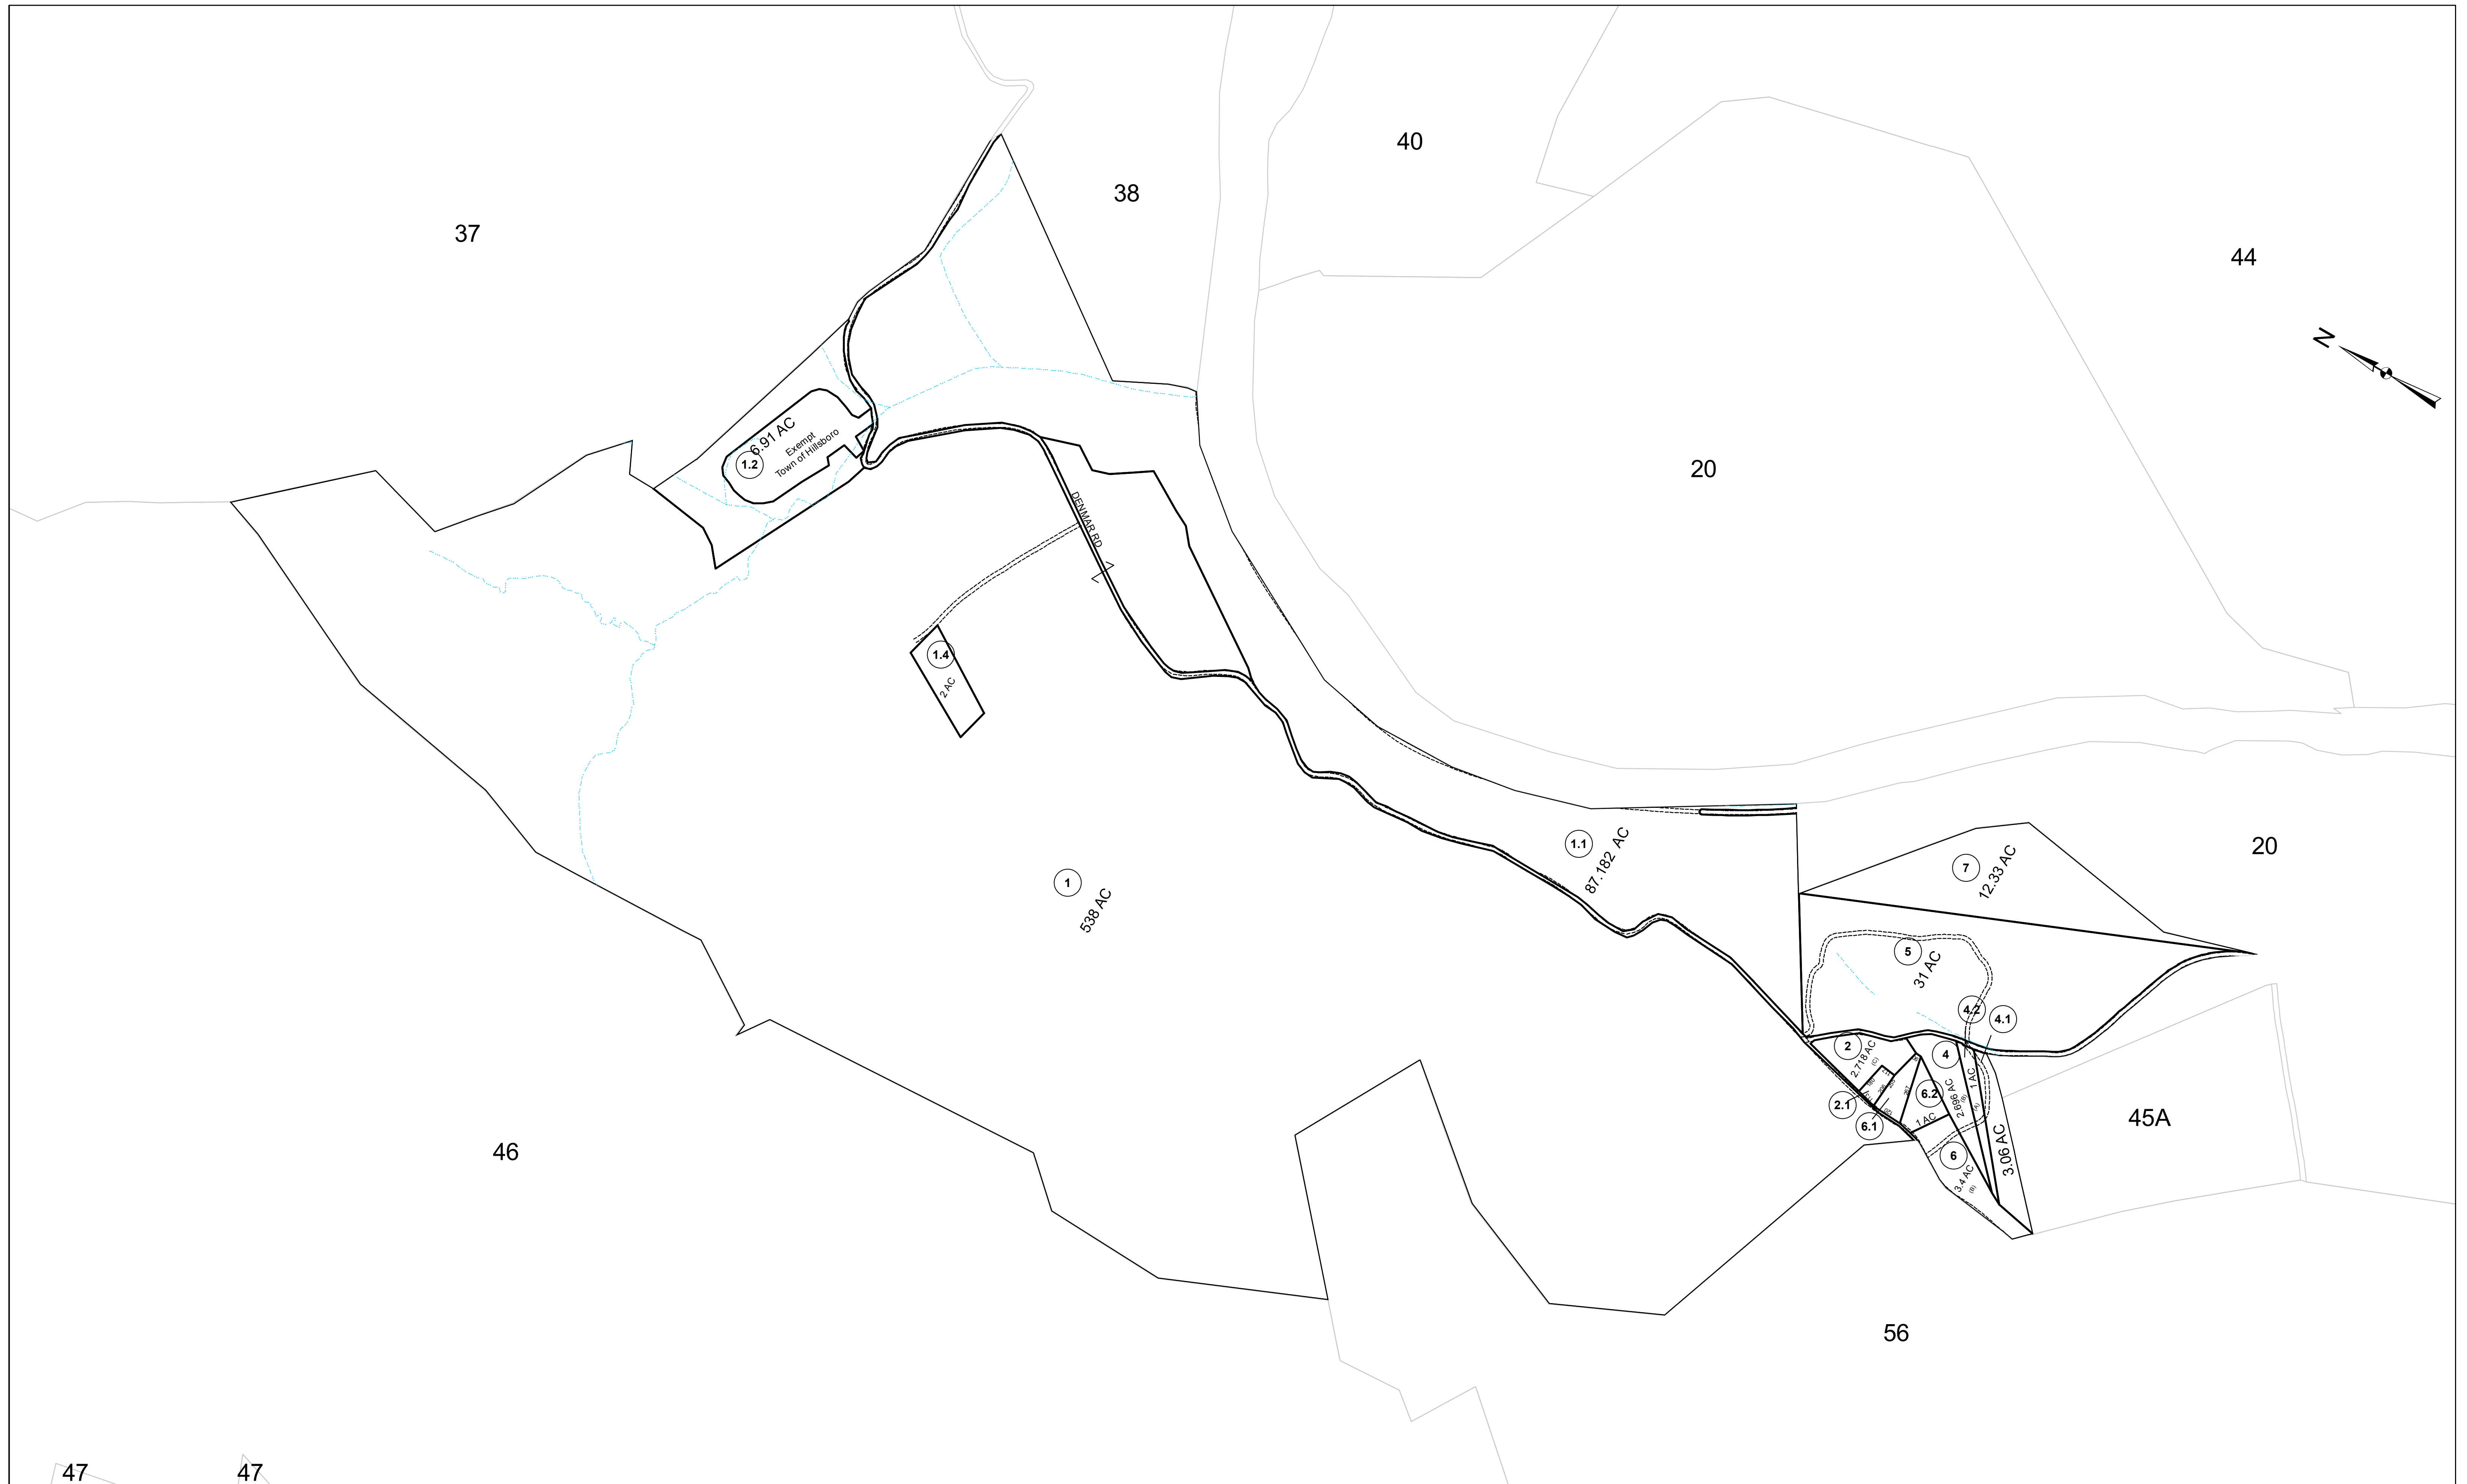 40
38
37
44
N
6.91 AC
Exempt
Town of Hillsboro
1.2
20
DENMAR RD
1.4
2 AC
1.1
87.182 AC
1
538 AC
7
12.33 AC
20
5
31 AC
4.2
4.1
2
2.718 AC
(C)
4
1 AC
(A)
2.696 AC
(B)
6.2
1 AC
2.1
6.1
6
3.4 AC
(B)
3.06 AC
45A
46
56
47
47